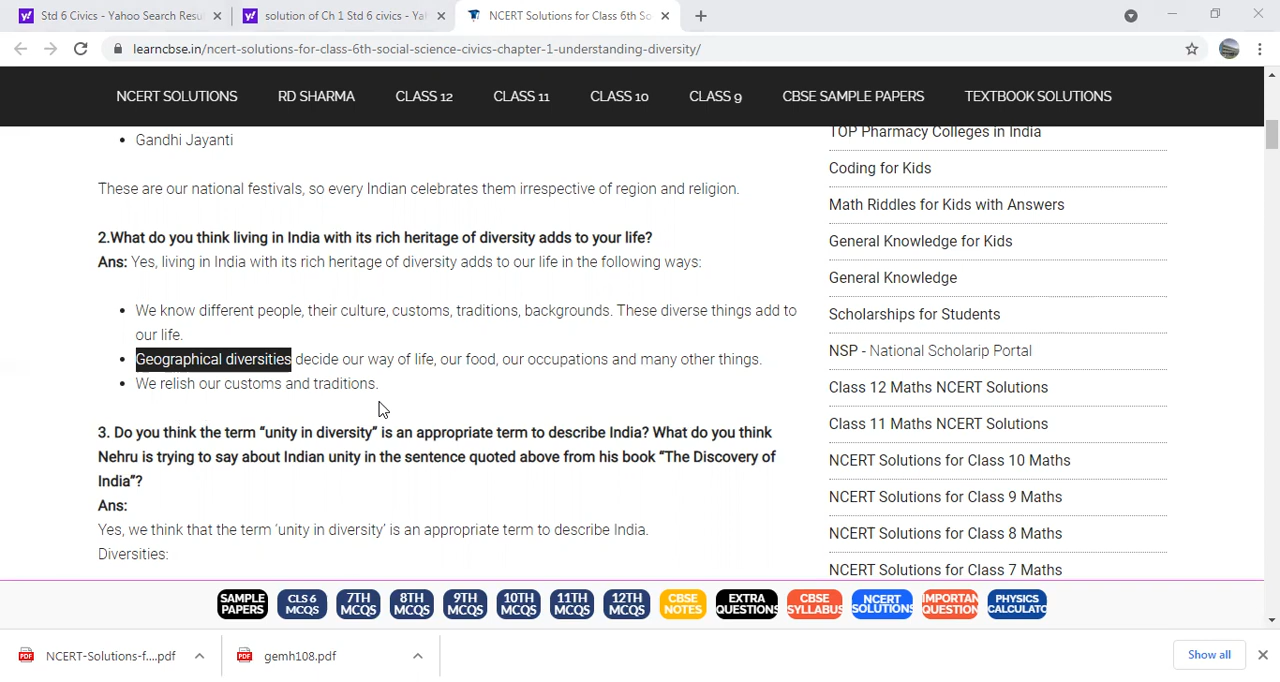 Std 6 Civics - Yahoo Search Resu
solution of Ch 1 Std 6 civics - Ya
NCERT Solutions for Class 6th So
learncbse.in/ncert-solutions-for-class-6th-social-science-civics-chapter-1-understanding-diversity/
NCERT SOLUTIONS RD SHARMA CLASS 12 CLASS 11 CLASS 10 CLASS 9 CBSE SAMPLE PAPERS TEXTBOOK SOLUTIONS
• Gandhi Jayanti
These are our national festivals, so every Indian celebrates them irrespective of region and religion.
2.What do you think living in India with its rich heritage of diversity adds to your life?
Ans: Yes, living in India with its rich heritage of diversity adds to our life in the following ways:
• We know different people, their culture, customs, traditions, backgrounds. These diverse things add to
our life.
• Geographical diversities decide our way of life, our food, our occupations and many other things.
• We relish our customs and traditions.
3. Do you think the term “unity in diversity” is an appropriate term to describe India? What do you think
Nehru is trying to say about Indian unity in the sentence quoted above from his book “The Discovery of
India”?
Ans:
Yes, we think that the term ‘unity in diversity’ is an appropriate term to describe India.
Diversities:
TOP Pharmacy Colleges in India
Coding for Kids
Math Riddles for Kids with Answers
General Knowledge for Kids
General Knowledge
Scholarships for Students
NSP - National Scholarip Portal
Class 12 Maths NCERT Solutions
Class 11 Maths NCERT Solutions
NCERT Solutions for Class 10 Maths
NCERT Solutions for Class 9 Maths
NCERT Solutions for Class 8 Maths
NCERT Solutions for Class 7 Maths
SAMPLE PAPERS
CLS 6 MCQS
7TH MCQS
8TH MCQS
9TH MCQS
10TH MCQS
11TH MCQS
12TH MCQS
CBSE NOTES
EXTRA QUESTIONS
CBSE SYLLABUS
NCERT SOLUTIONS
IMPORTAN QUESTION
PHYSICS CALCULATO
NCERT-Solutions-f....pdf
gemh108.pdf
Show all